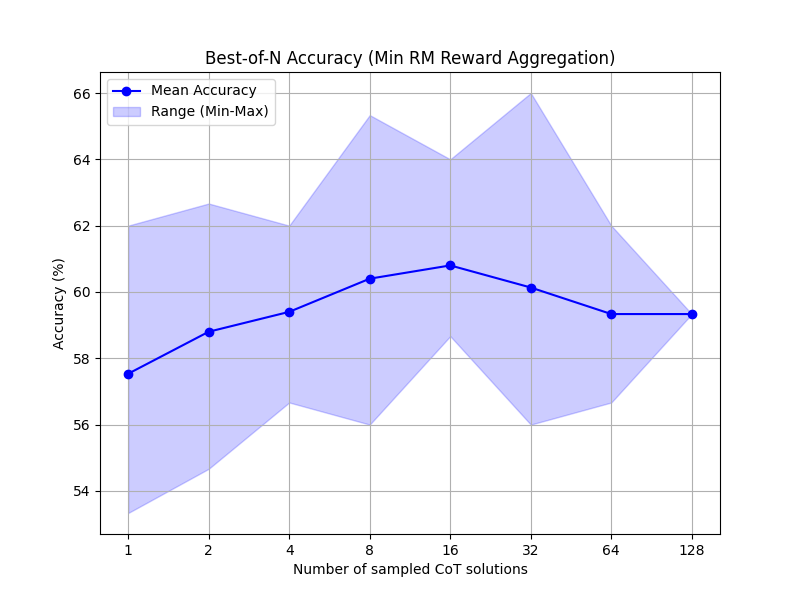 Best-of-N Accuracy (Min RM Reward Aggregation)
Mean Accuracy
Range (Min-Max)
66
64
62
60
58
56
54
Accuracy (%)
1 2 4 8 16 32 64 128
Number of sampled CoT solutions